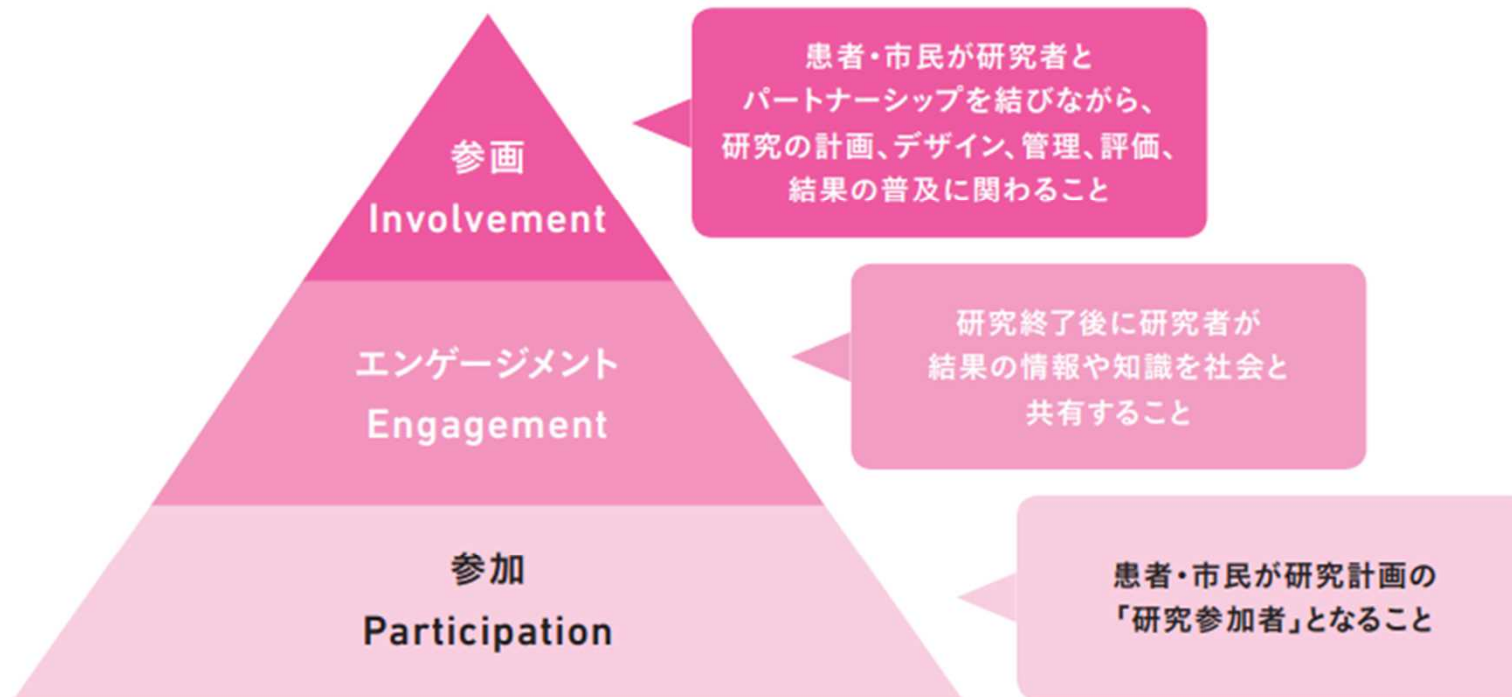 参画
Involvement
患者・市民が研究者と
パートナーシップを結びながら、
研究の計画、デザイン、管理、評価、
結果の普及に関わること
エンゲージメント
Engagement
研究終了後に研究者が
結果の情報や知識を社会と
共有すること
参加
Participation
患者・市民が研究計画の
「研究参加者」となること